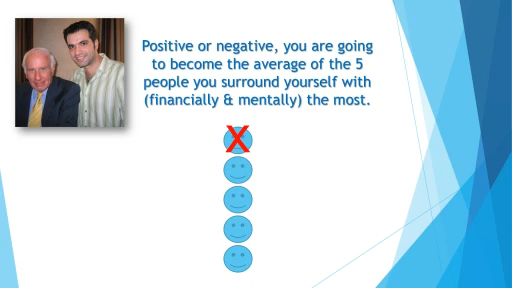 Positive or negative, you are going
to become the average of the 5
people you surround yourself with
(financially & mentally) the most.
X